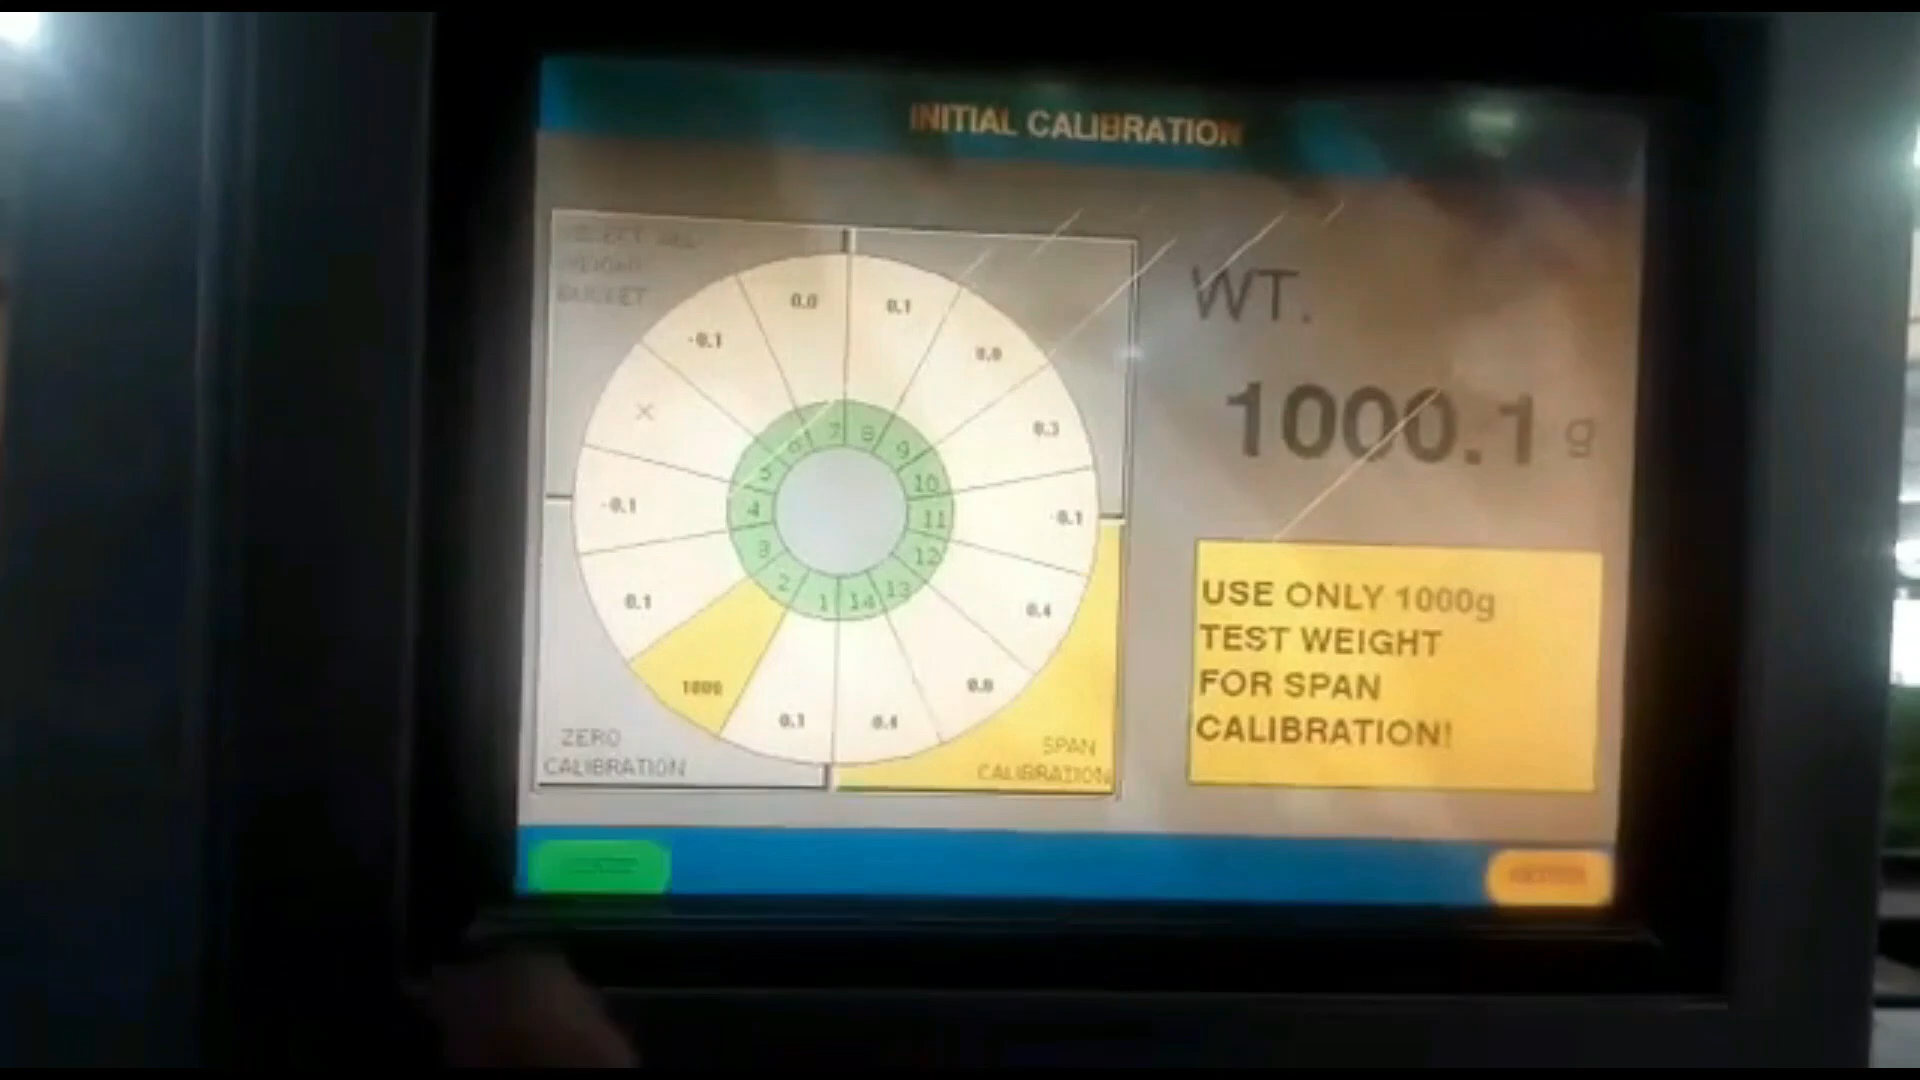 INITIAL CALIBRATION
BUCKET
0.0
0.1
-0.1
0.0
×
0.3
-0.1
-0.1
0.1
0.4
1000
0.1
0.4
0.0
1
2
3
4
5
6
7
8
9
10
11
12
13
14
ZERO
CALIBRATION
SPAN
CALIBRATION
WT.
1000.1 g
USE ONLY 1000g
TEST WEIGHT
FOR SPAN
CALIBRATION!